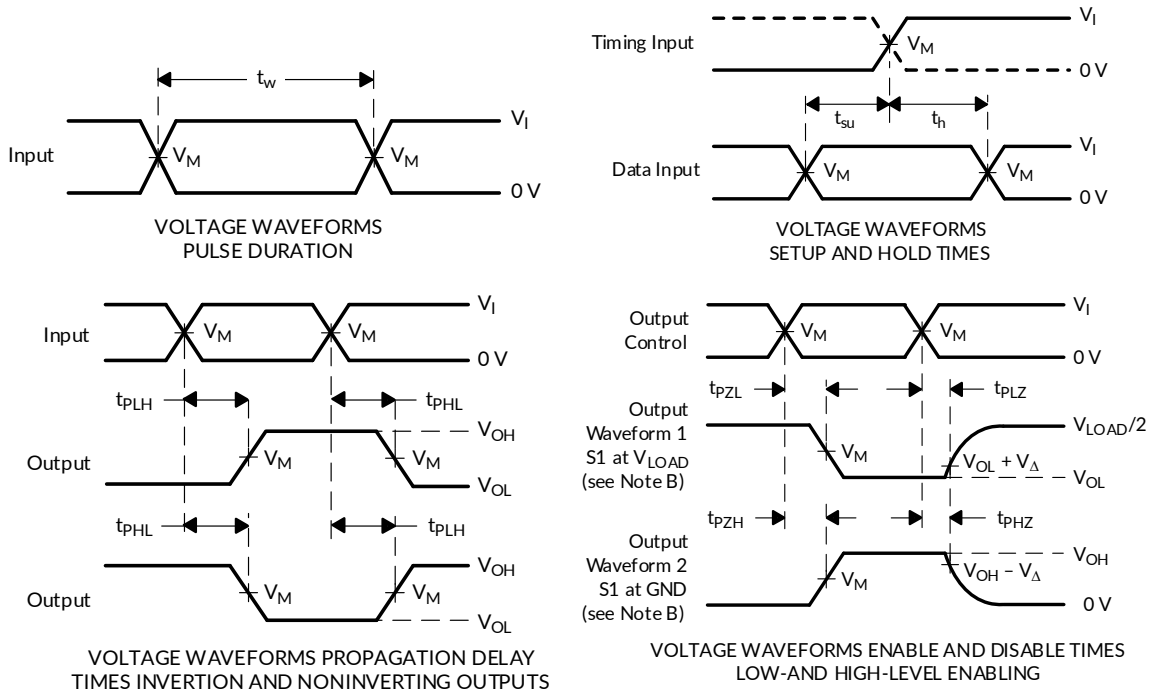 t_w
Input
V_I
V_M
V_M
0 V
VOLTAGE WAVEFORMS
PULSE DURATION
Timing Input
V_I
V_M
0 V
t_su
t_h
Data Input
V_I
V_M
V_M
0 V
VOLTAGE WAVEFORMS
SETUP AND HOLD TIMES
Input
V_I
V_M
V_M
0 V
t_PLH
t_PHL
Output
V_OH
V_M
V_M
V_OL
t_PHL
t_PLH
Output
V_OH
V_M
V_M
V_OL
VOLTAGE WAVEFORMS PROPAGATION DELAY
TIMES INVERTION AND NONINVERTING OUTPUTS
Output
Control
V_I
V_M
V_M
0 V
t_PZL
t_PLZ
Output
Waveform 1
S1 at V_LOAD
(see Note B)
V_LOAD/2
V_M
V_OL + V_Δ
V_OL
t_PZH
t_PHZ
Output
Waveform 2
S1 at GND
(see Note B)
V_OH
V_M
V_OH – V_Δ
0 V
VOLTAGE WAVEFORMS ENABLE AND DISABLE TIMES
LOW-AND HIGH-LEVEL ENABLING